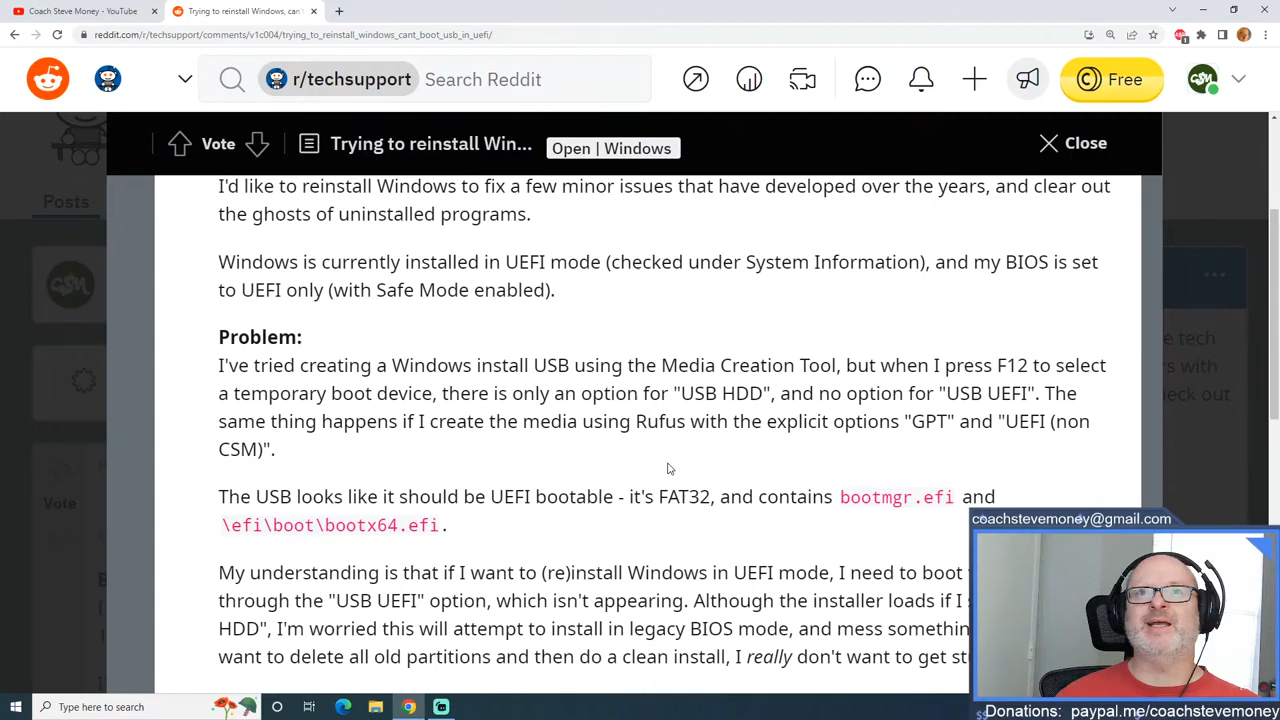 Coach Steve Money - YouTube
Trying to reinstall Windows, can'
reddit.com/r/techsupport/comments/v1c004/trying_to_reinstall_windows_cant_boot_usb_in_uefi/
r/techsupport
Search Reddit
Free
GSM
Vote
Trying to reinstall Win...
Open | Windows
Close
I'd like to reinstall Windows to fix a few minor issues that have developed over the years, and clear out
the ghosts of uninstalled programs.
Posts
Windows is currently installed in UEFI mode (checked under System Information), and my BIOS is set
to UEFI only (with Safe Mode enabled).
GSM
Problem:
e tech
I've tried creating a Windows install USB using the Media Creation Tool, but when I press F12 to select
rs with
a temporary boot device, there is only an option for "USB HDD", and no option for "USB UEFI". The
eck out
same thing happens if I create the media using Rufus with the explicit options "GPT" and "UEFI (non
CSM)".
The USB looks like it should be UEFI bootable - it's FAT32, and contains bootmgr.efi and
Vote
\efi\boot\bootx64.efi.
coachstevemoney@gmail.com
My understanding is that if I want to (re)install Windows in UEFI mode, I need to boot
through the "USB UEFI" option, which isn't appearing. Although the installer loads if I
HDD", I'm worried this will attempt to install in legacy BIOS mode, and mess somethin
want to delete all old partitions and then do a clean install, I really don't want to get st
Type here to search
$$
Donations: paypal.me/coachstevemoney